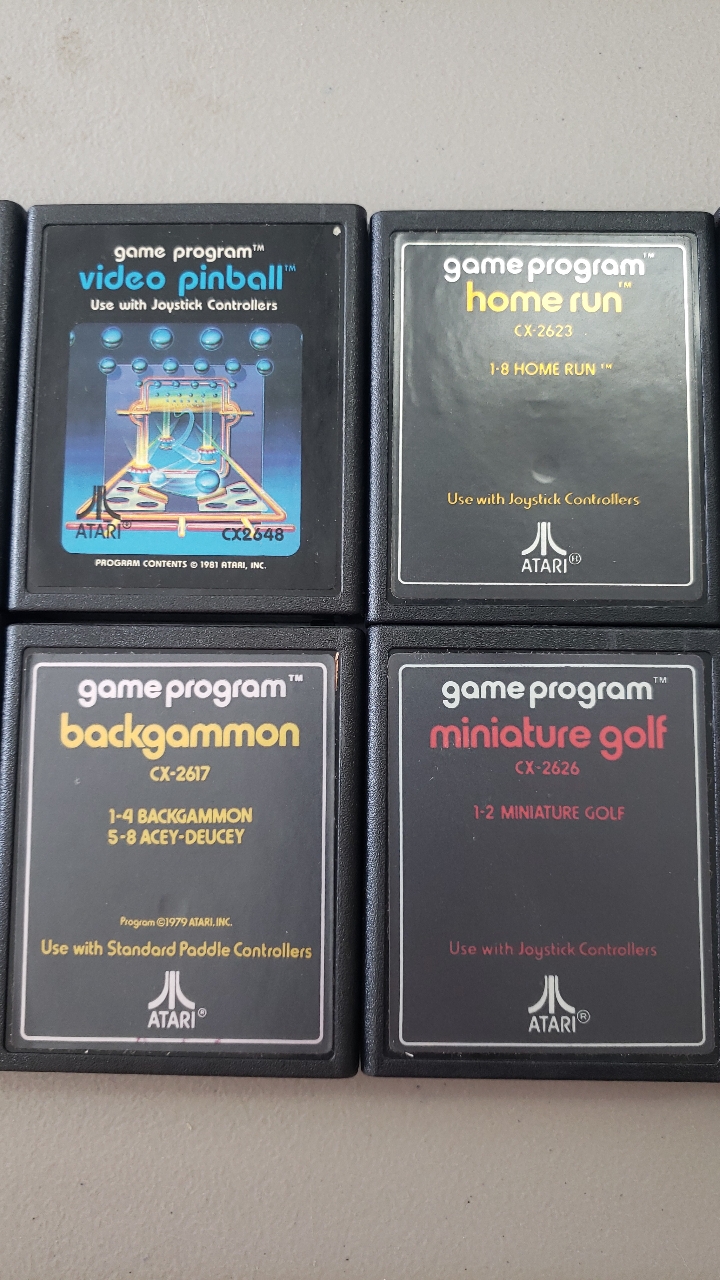 game program™
video pinball™
Use with Joystick Controllers
ATARI®
CX2648
PROGRAM CONTENTS © 1981 ATARI, INC.
game program™
home run™
CX-2623
1-8 HOME RUN™
Use with Joystick Controllers
ATARI®
game program™
backgammon
CX-2617
1-4 BACKGAMMON
5-8 ACEY-DEUCEY
Program ©1979 ATARI, INC.
Use with Standard Paddle Controllers
ATARI®
game program™
miniature golf
CX-2626
1-2 MINIATURE GOLF
Use with Joystick Controllers
ATARI®